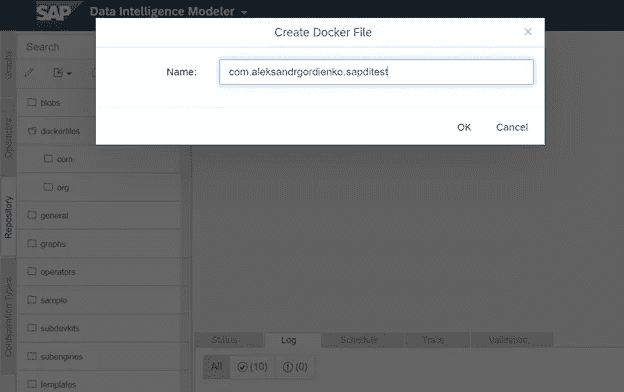 SAP Data Intelligence Modeler
Create Docker File
Name: com.aleksandrgordienko.sapditest
OK Cancel
Graphs
Operators
Repository
Configuration Types
Search
blobs
dockerfiles
com
org
general
graphs
operators
sample
subdevkits
subengines
templates
Status Log Schedule Trace Validation
All (10) (0)